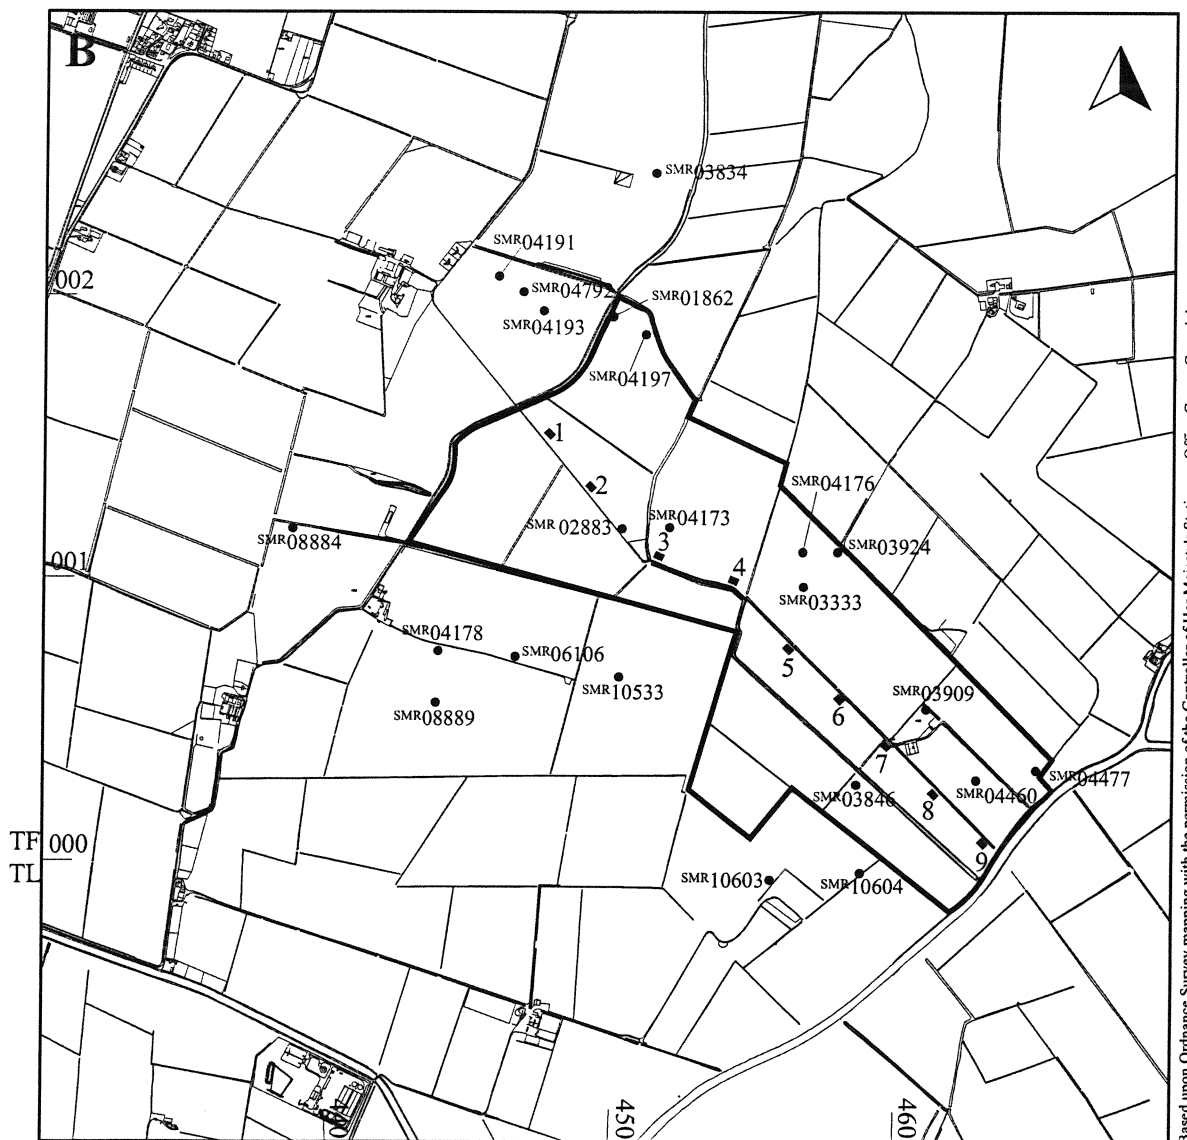 B
SMR03834
SMR04191
002
SMR04792
SMR01862
SMR04193
SMR04197
1
2
SMR04176
SMR02883
SMR04173
SMR08884
SMR03924
3
001
4
SMR03333
SMR04178
SMR06106
5
SMR10533
SMR03909
6
SMR08889
7
SMR04477
SMR03846
8
SMR04460
TF 000
9
TL
SMR10603
SMR10604
450
460
Based upon Ordnance Survey mapping with the permission of the Controller of Her Majesty's Stationery Office